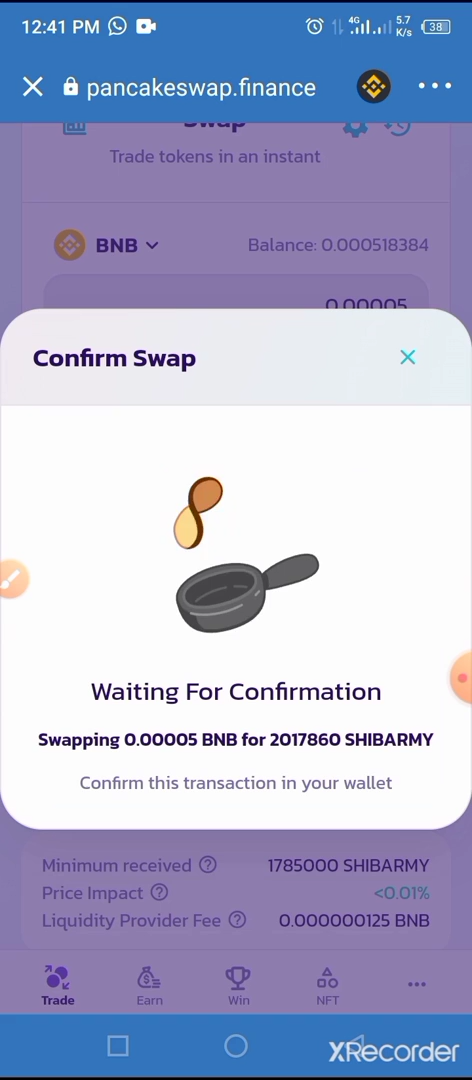 12:41 PM
4G
5.7
K/s
38
pancakeswap.finance
Swap
Trade tokens in an instant
BNB
Balance: 0.000518384
0.00005
Confirm Swap
Waiting For Confirmation
Swapping 0.00005 BNB for 2017860 SHIBARMY
Confirm this transaction in your wallet
Minimum received ? 1785000 SHIBARMY
Price Impact ? <0.01%
Liquidity Provider Fee ? 0.000000125 BNB
Trade
Earn
Win
NFT
XRecorder